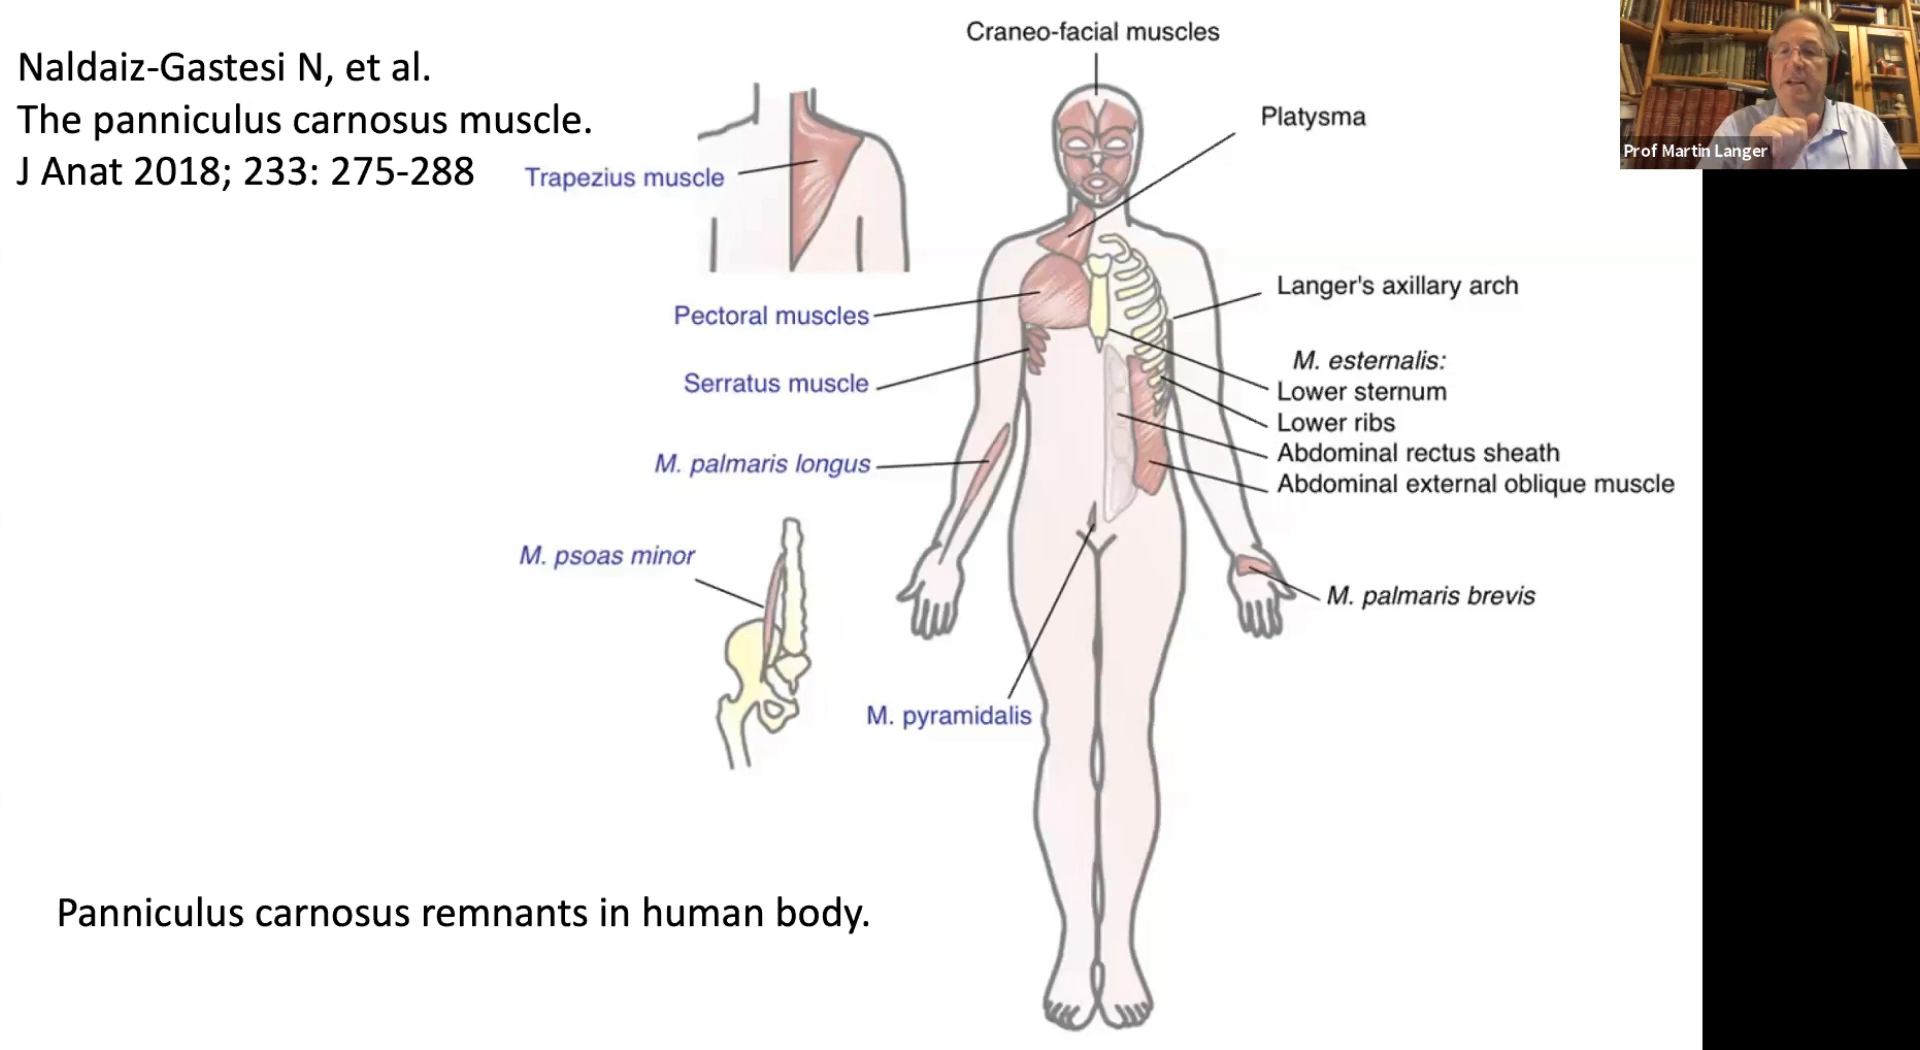 Naldaiz-Gastesi N, et al.
The panniculus carnosus muscle.
J Anat 2018; 233: 275-288
Craneo-facial muscles
Platysma
Prof Martin Langer
Trapezius muscle
Langer's axillary arch
Pectoral muscles
M. esternalis:
Serratus muscle
Lower sternum
Lower ribs
Abdominal rectus sheath
M. palmaris longus
Abdominal external oblique muscle
M. psoas minor
M. palmaris brevis
M. pyramidalis
Panniculus carnosus remnants in human body.